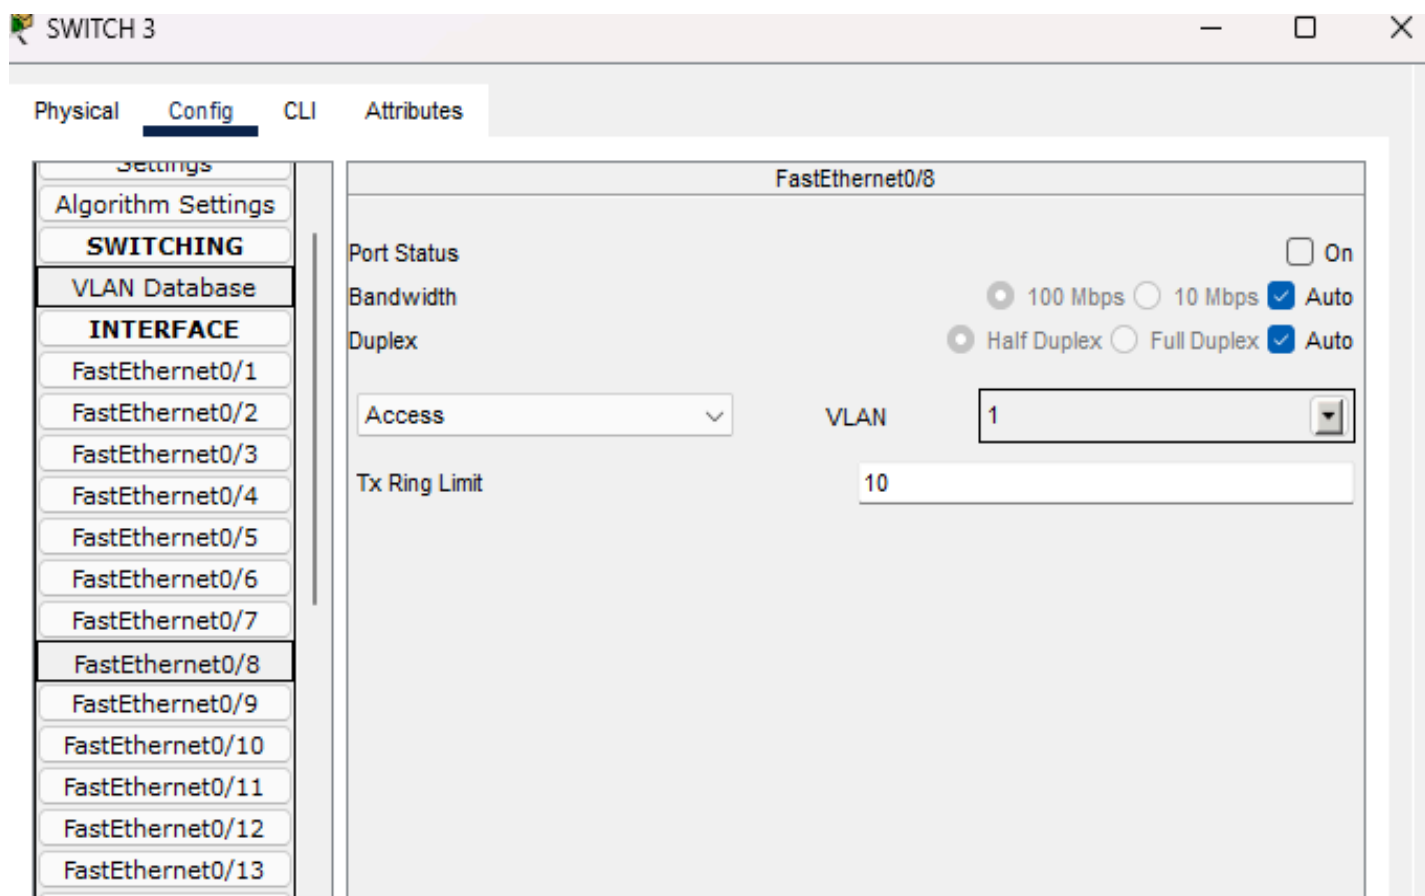 SWITCH 3
Physical Config CLI Attributes
Settings
Algorithm Settings
SWITCHING
VLAN Database
INTERFACE
FastEthernet0/1
FastEthernet0/2
FastEthernet0/3
FastEthernet0/4
FastEthernet0/5
FastEthernet0/6
FastEthernet0/7
FastEthernet0/8
FastEthernet0/9
FastEthernet0/10
FastEthernet0/11
FastEthernet0/12
FastEthernet0/13
FastEthernet0/8
Port Status On
Bandwidth 100 Mbps 10 Mbps Auto
Duplex Half Duplex Full Duplex Auto
Access VLAN 1
Tx Ring Limit 10